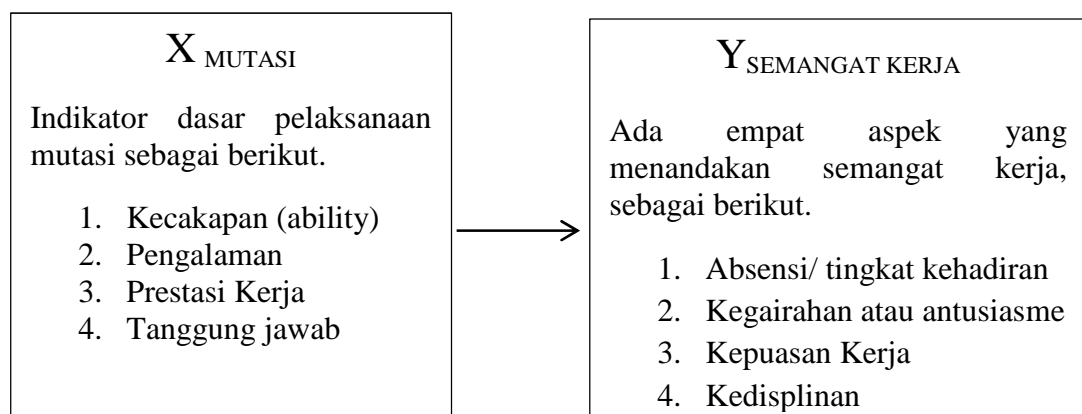 X MUTASI
Indikator dasar pelaksanaan
mutasi sebagai berikut.
1. Kecakapan (ability)
2. Pengalaman
3. Prestasi Kerja
4. Tanggung jawab
Y SEMANGAT KERJA
Ada empat aspek yang
menandakan semangat kerja,
sebagai berikut.
1. Absensi/ tingkat kehadiran
2. Kegairahan atau antusiasme
3. Kepuasan Kerja
4. Kedisplinan